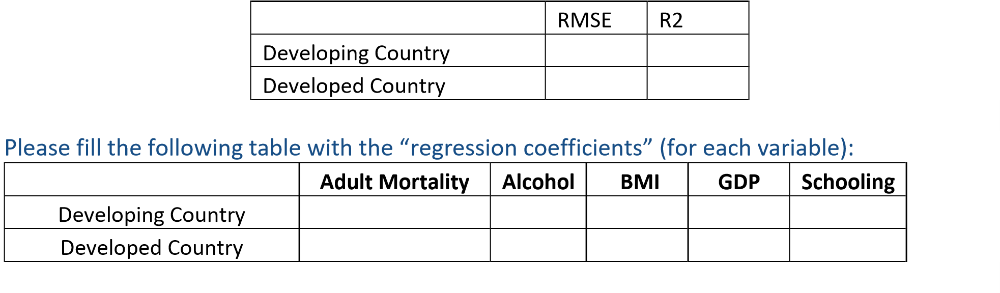 RMSE R2
Developing Country
Developed Country
Please fill the following table with the “regression coefficients” (for each variable):
Adult Mortality Alcohol BMI GDP Schooling
Developing Country
Developed Country